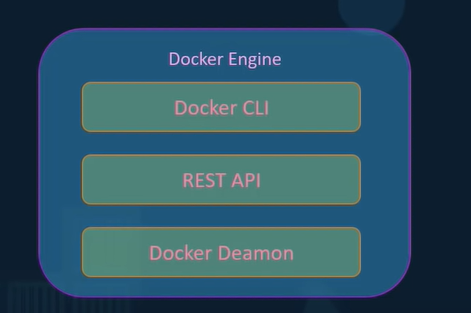 Docker Engine
Docker CLI
REST API
Docker Deamon